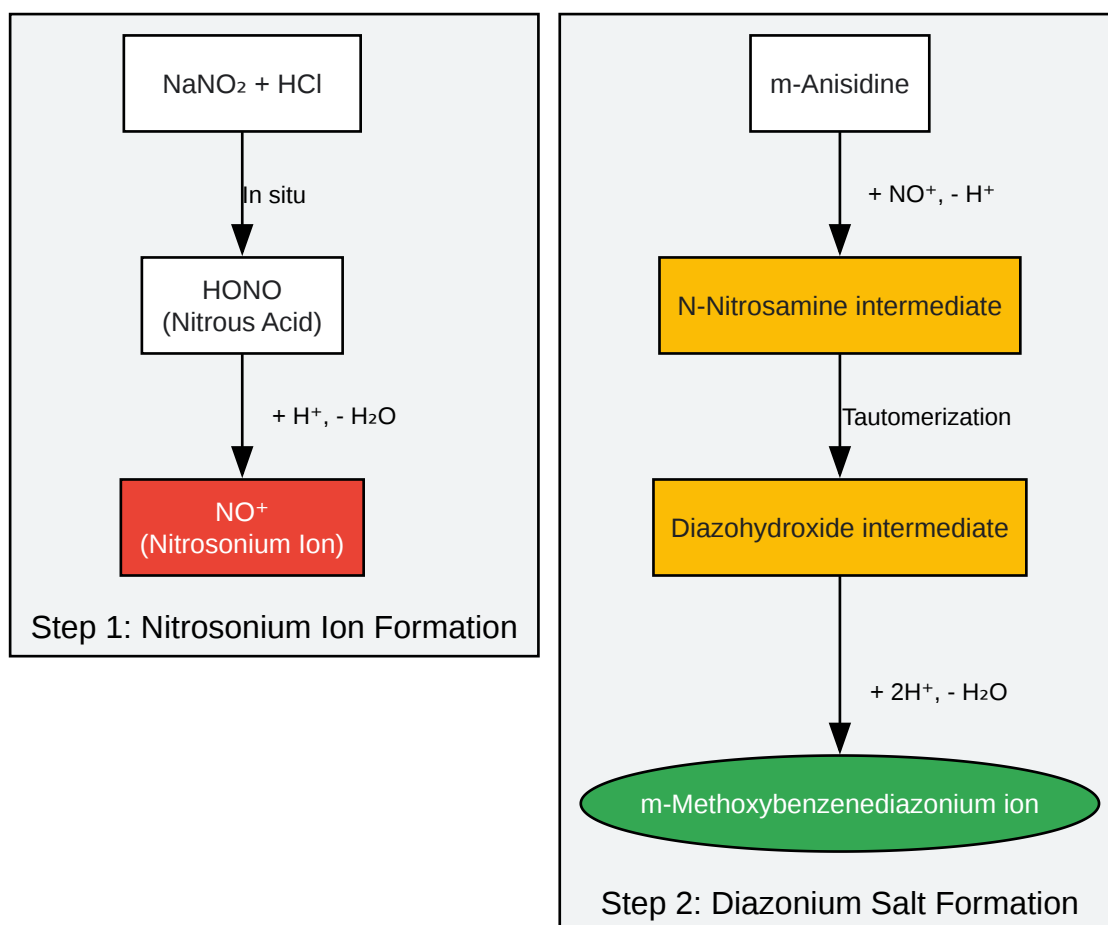 NaNO₂ + HCl
In situ
HONO
(Nitrous Acid)
+ H⁺, - H₂O
NO⁺
(Nitrosonium Ion)
Step 1: Nitrosonium Ion Formation
m-Anisidine
+ NO⁺, - H⁺
N-Nitrosamine intermediate
Tautomerization
Diazohydroxide intermediate
+ 2H⁺, - H₂O
m-Methoxybenzenediazonium ion
Step 2: Diazonium Salt Formation